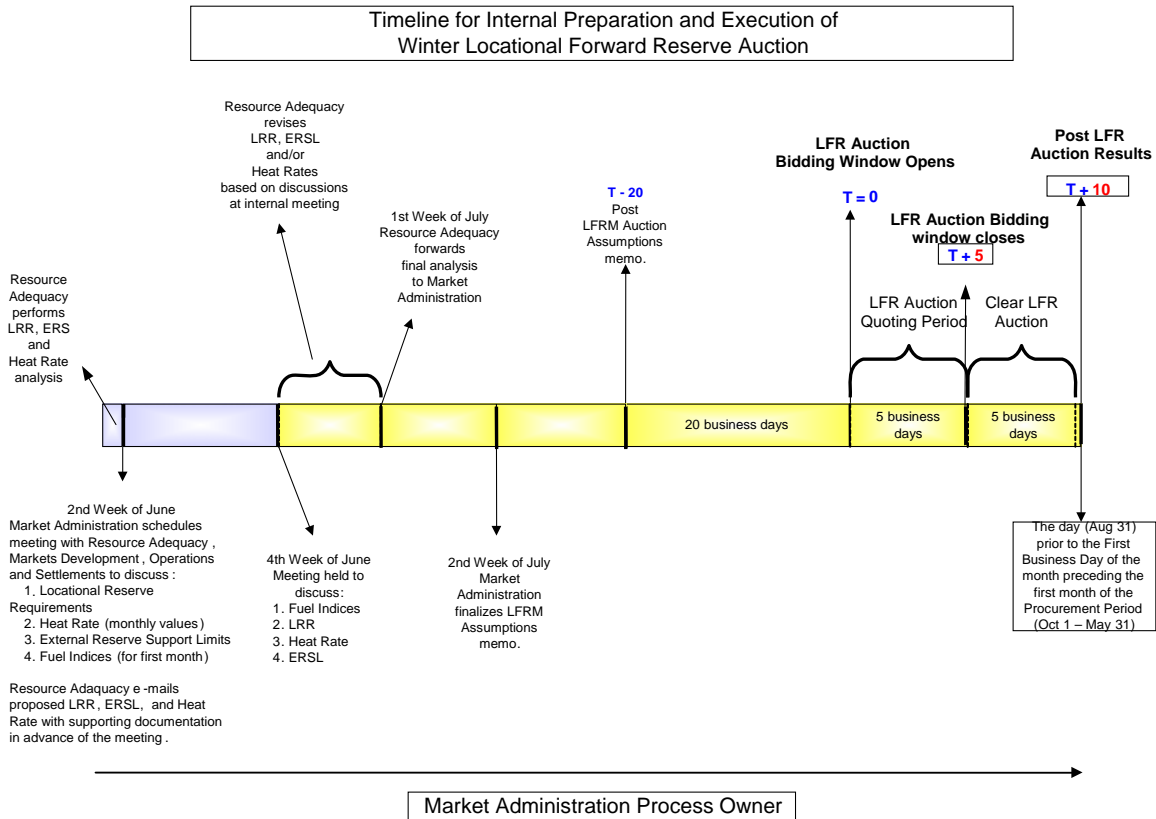 Timeline for Internal Preparation and Execution of
Winter Locational Forward Reserve Auction
Resource
Adequacy
performs
LRR, ERS
and
Heat Rate
analysis
Resource Adequacy
revises
LRR, ERSL
and/or
Heat Rates
based on discussions
at internal meeting
1st Week of July
Resource Adequacy
forwards
final analysis
to Market
Administration
T - 20
Post
LFRM Auction
Assumptions
memo.
LFR Auction
Bidding Window Opens
T = 0
LFR Auction Bidding
window closes
T + 5
Post LFR
Auction Results
T + 10
LFR Auction
Quoting Period
Clear LFR
Auction
20 business days
5 business
days
5 business
days
2nd Week of June
Market Administration schedules
meeting with Resource Adequacy ,
Markets Development , Operations
and Settlements to discuss :
1. Locational Reserve
Requirements
2. Heat Rate (monthly values)
3. External Reserve Support Limits
4. Fuel Indices (for first month)
Resource Adaquacy e -mails
proposed LRR , ERSL, and Heat
Rate with supporting documentation
in advance of the meeting .
4th Week of June
Meeting held to
discuss:
1. Fuel Indices
2. LRR
3. Heat Rate
4. ERSL
2nd Week of July
Market
Administration
finalizes LFRM
Assumptions
memo.
The day (Aug 31)
prior to the First
Business Day of the
month preceding the
first month of the
Procurement Period
(Oct 1 – May 31)
Market Administration Process Owner